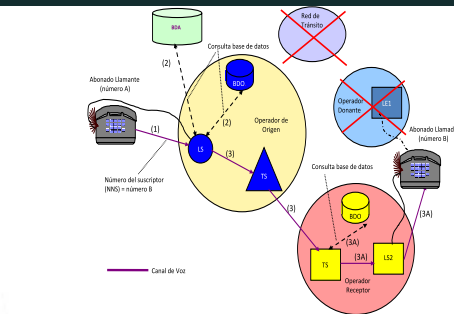 Red de
Tránsito
BDA
Consulta base de datos
(2)
Abonado Llamante
(número A)
BDO
Operador
Donante
LE1
(2)
Operador de
Origen
Abonado Llamad
(número B)
(1)
LS
(3)
Consulta base de datos
Número del suscriptor
(NNS) = número B
TS
(3)
BDO
(3A)
(3A)
TS
(3A)
LS2
Canal de Voz
Operador
Receptor